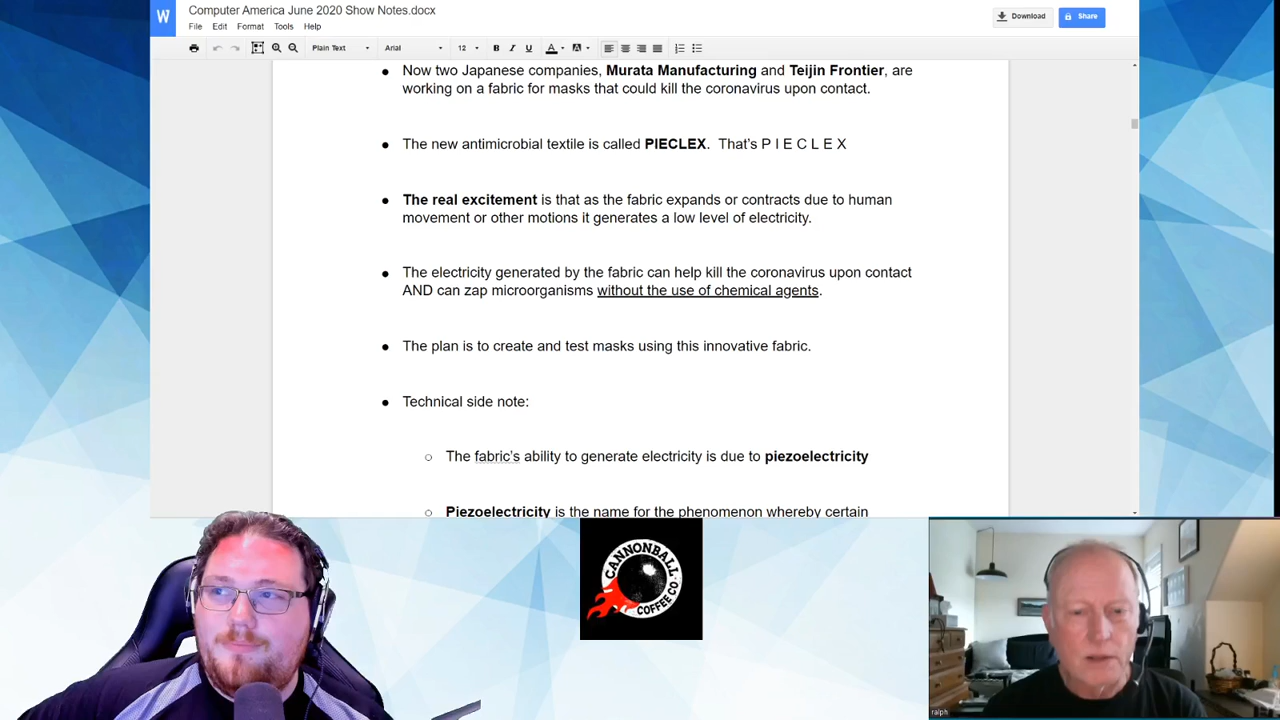 Computer America June 2020 Show Notes.docx
File Edit Format Tools Help
Download
Share
W
Plain Text
Arial
12
B I U A A
Now two Japanese companies, Murata Manufacturing and Teijin Frontier, are
working on a fabric for masks that could kill the coronavirus upon contact.
The new antimicrobial textile is called PIECLEX. That's P I E C L E X
The real excitement is that as the fabric expands or contracts due to human
movement or other motions it generates a low level of electricity.
The electricity generated by the fabric can help kill the coronavirus upon contact
AND can zap microorganisms without the use of chemical agents.
The plan is to create and test masks using this innovative fabric.
Technical side note:
The fabric's ability to generate electricity is due to piezoelectricity
Piezoelectricity is the name for the phenomenon whereby certain
CANNONBALL
COFFEE CO.
ralph